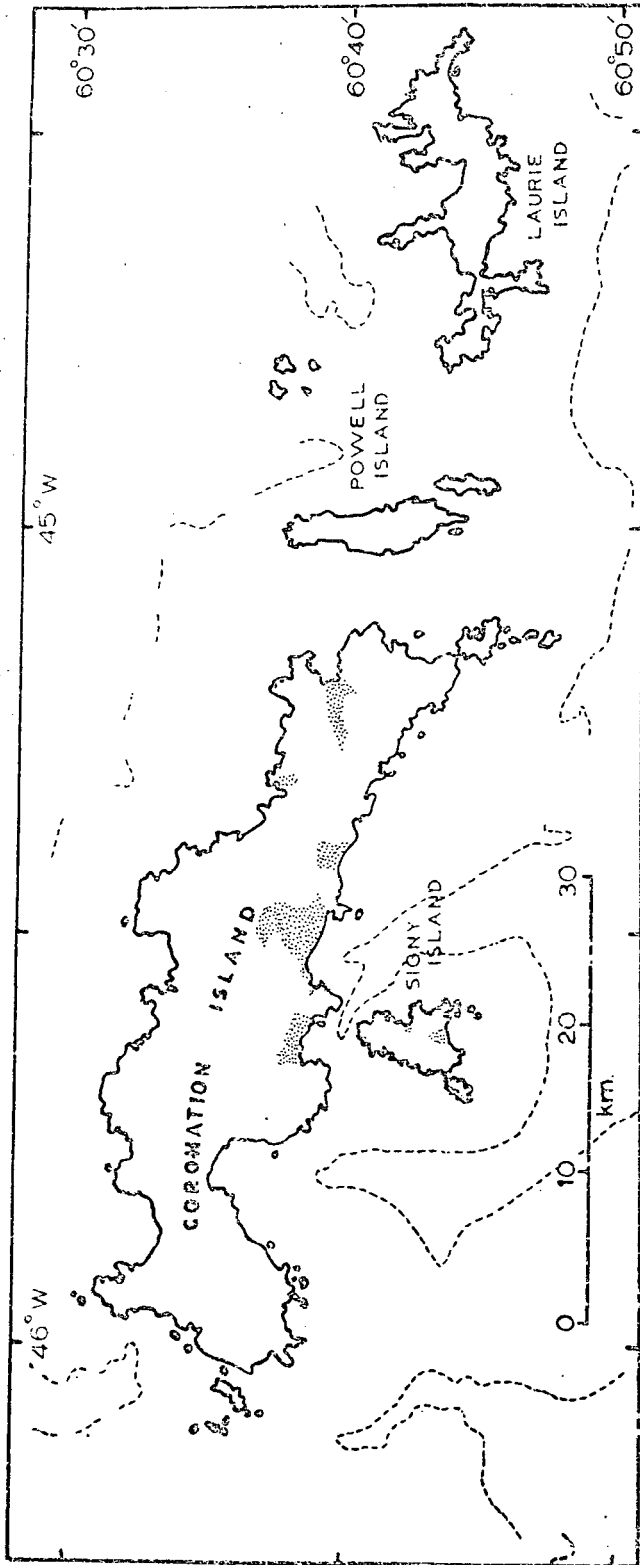 46°W
45°W
60°30'
60°40'
60°50'
CORONATION ISLAND
POWELL
ISLAND
LAURIE
ISLAND
SIGNY
ISLAND
0 10 20 30
km.